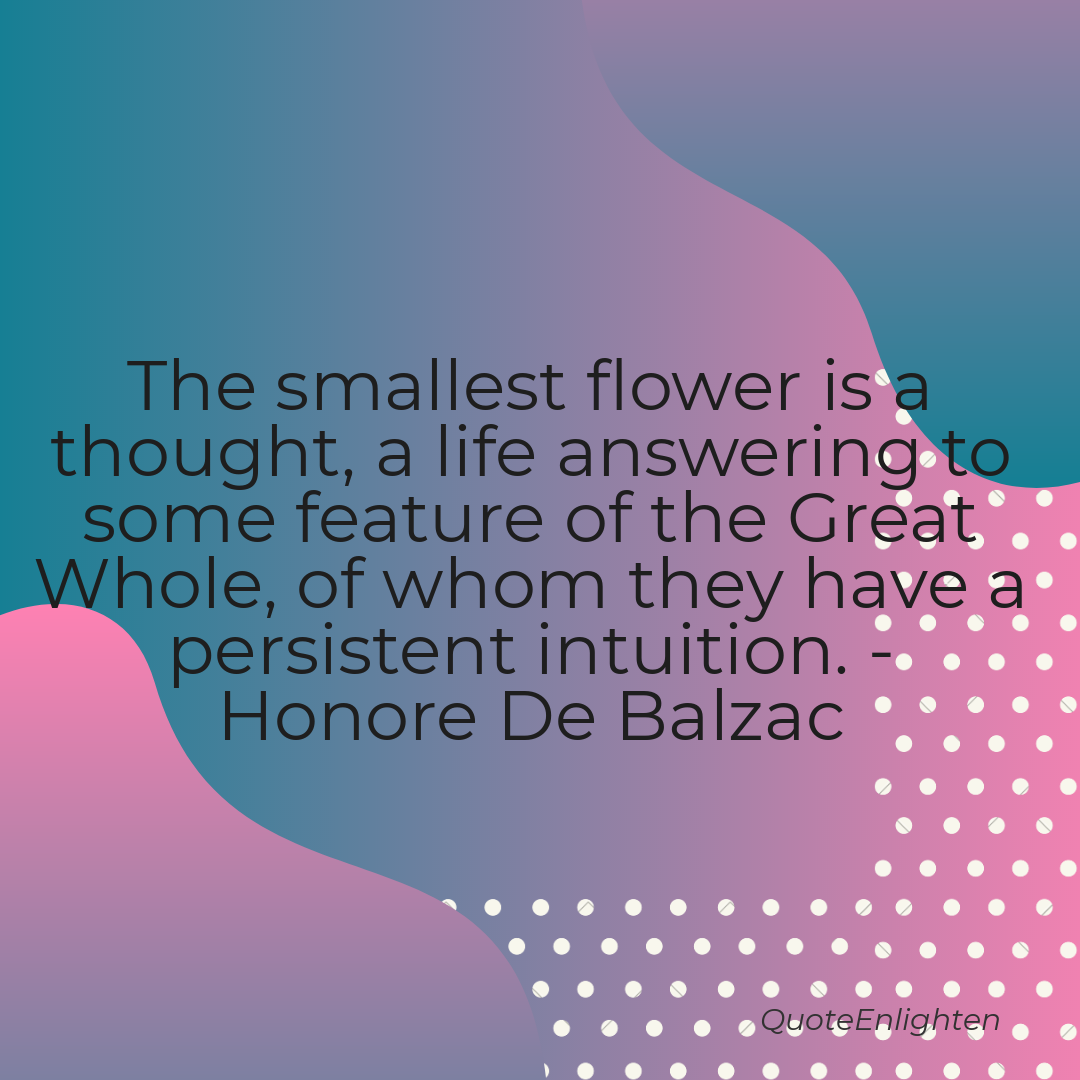 The smallest flower is a
thought, a life answering to
some feature of the Great
Whole, of whom they have a
persistent intuition. -
Honore De Balzac
QuoteEnlighten